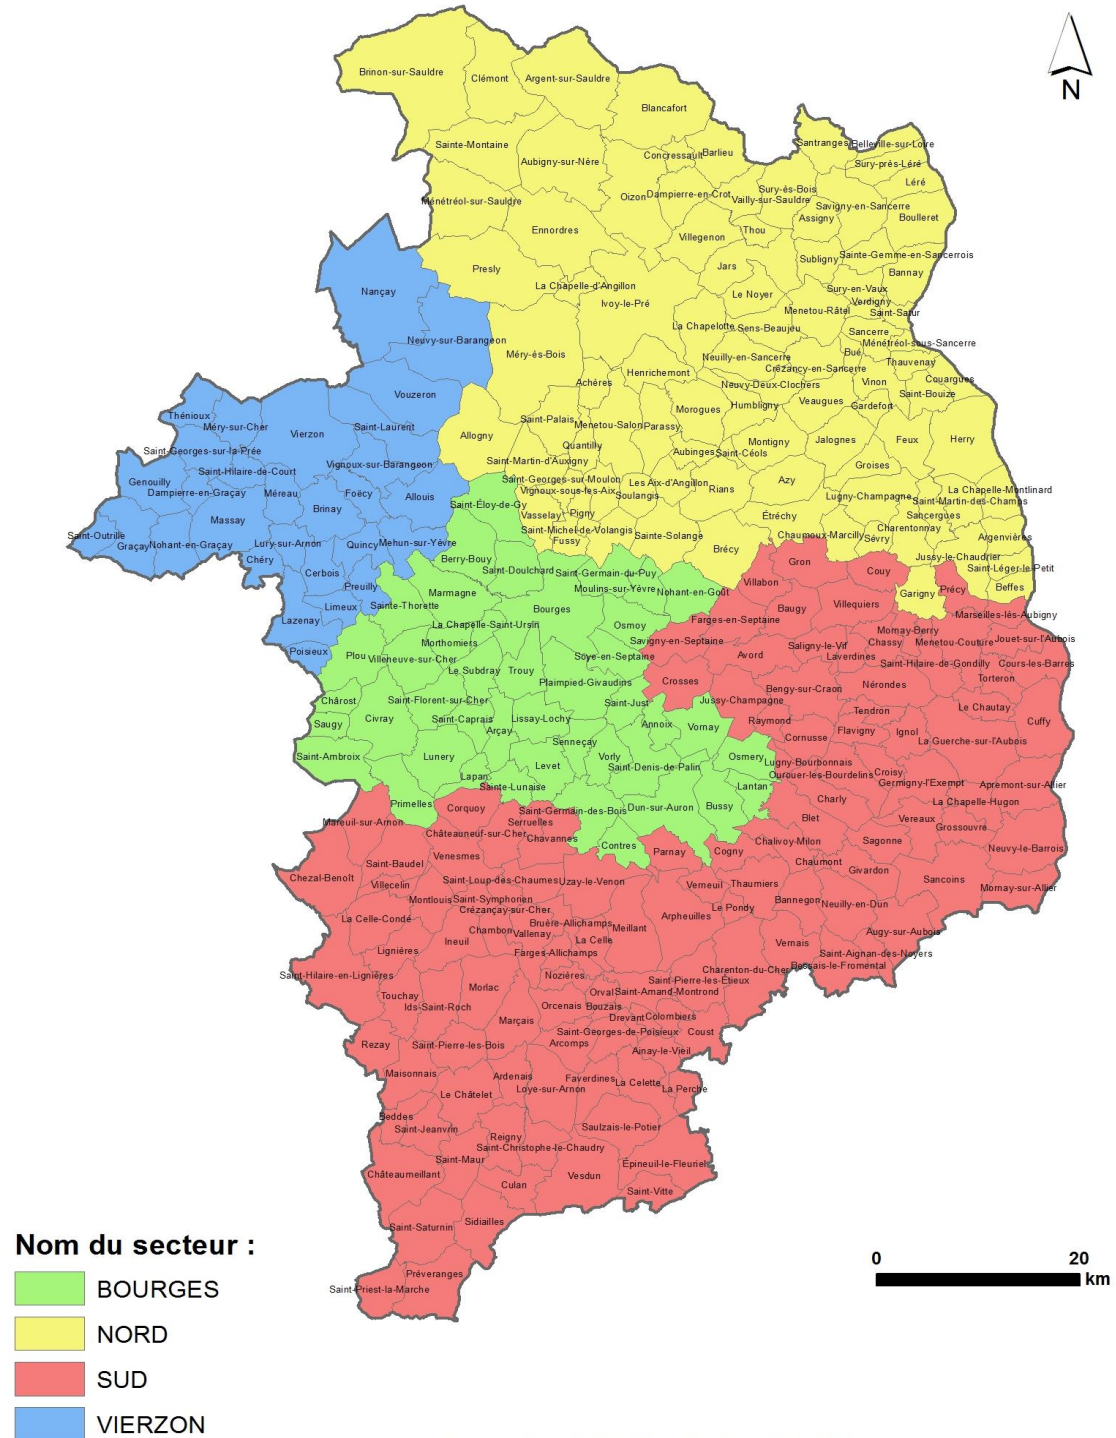 N
Brinon-sur-Sauldre
Clémont
Argent-sur-Sauldre
Blancafort
Sainte-Montaine
Aubigny-sur-Nère
Concressault
Barlieu
Santranges
Belleville-sur-Loire
Sury-près-Léré
Léré
Ménétréol-sur-Sauldre
Oizon
Dampierre-en-Crot
Sury-ès-Bois
Vailly-sur-Sauldre
Savigny-en-Sancerre
Assigny
Boulleret
Ennordres
Villegenon
Thou
Subligny
Sainte-Gemme-en-Sancerrois
Bannay
Presly
La Chapelle-d'Angillon
Ivoy-le-Pré
Jars
Le Noyer
Sury-en-Vaux
Verdigny
Menetou-Râtel
Saint-Satur
Nançay
Neuvy-sur-Barangeon
Méry-ès-Bois
La Chapelotte
Sens-Beaujeu
Sancerre
Ménétréol-sous-Sancerre
Bué
Thauvenay
Neuilly-en-Sancerre
Crézancy-en-Sancerre
Henrichemont
Achères
Neuvy-Deux-Clochers
Vinon
Couargues
Saint-Bouize
Vouzeron
Humbligny
Veaugues
Gardefort
Morogues
Thénioux
Méry-sur-Cher
Vierzon
Saint-Laurent
Allogny
Saint-Palais
Menetou-Salon
Parassy
Quantilly
Aubinges
Saint-Céols
Montigny
Jalognes
Feux
Herry
Saint-Georges-sur-la-Prée
Saint-Hilaire-de-Court
Vignoux-sur-Barangeon
Saint-Martin-d'Auxigny
Groises
Genouilly
Dampierre-en-Graçay
Méreau
Foëcy
Allouis
Saint-Georges-sur-Moulon
Vignoux-sous-les-Aix
Soulangis
Les Aix-d'Angillon
Rians
Azy
Lugny-Champagne
La Chapelle-Montlinard
Saint-Martin-des-Champs
Sancergues
Saint-Éloy-de-Gy
Brinay
Massay
Vasselay
Pigny
Étréchy
Saint-Michel-de-Volangis
Fussy
Sainte-Solange
Chaumoux-Marcilly
Sévry
Charentonnay
Argenvières
Saint-Outrille
Graçay
Nohant-en-Graçay
Lury-sur-Arnon
Quincy
Mehun-sur-Yèvre
Brécy
Jussy-le-Chaudrier
Saint-Léger-le-Petit
Chéry
Cerbois
Preuilly
Berry-Bouy
Saint-Doulchard
Saint-Germain-du-Puy
Gron
Couy
Limeux
Sainte-Thorette
Marmagne
Moulins-sur-Yèvre
Nohant-en-Goût
Villabon
Garigny
Précy
Beffes
Lazenay
Bourges
Baugy
Villequiers
Marseilles-lès-Aubigny
Poisieux
La Chapelle-Saint-Ursin
Osmoy
Farges-en-Septaine
Mornay-Berry
Morthomiers
Savigny-en-Septaine
Saligny-le-Vif
Chassy
Menetou-Couture
Jouet-sur-l'Aubois
Plou
Villeneuve-sur-Cher
Le Subdray
Trouy
Soye-en-Septaine
Avord
Laverdines
Saint-Hilaire-de-Gondilly
Cours-les-Barres
Torteron
Plaimpied-Givaudins
Crosses
Bengy-sur-Craon
Nérondes
Chârost
Saint-Florent-sur-Cher
Saint-Just
Jussy-Champagne
Tendron
Le Chautay
Saugy
Civray
Saint-Caprais
Lissay-Lochy
Annoix
Vornay
Raymond
Flavigny
Ignol
Cuffy
Arçay
Senneçay
Cornusse
La Guerche-sur-l'Aubois
Saint-Ambroix
Lunery
Levet
Vorly
Saint-Denis-de-Palin
Osmery
Lugny-Bourbonnais
Ourouer-les-Bourdelins
Croisy
Germigny-l'Exempt
Apremont-sur-Allier
Lapan
Sainte-Lunaise
Lantan
Primelles
Corquoy
Saint-Germain-des-Bois
Dun-sur-Auron
Bussy
Charly
La Chapelle-Hugon
Mareuil-sur-Arnon
Serruelles
Blet
Vereaux
Grossouvre
Châteauneuf-sur-Cher
Chavannes
Contres
Parnay
Cogny
Chalivoy-Milon
Sagonne
Neuvy-le-Barrois
Saint-Baudel
Venesmes
Chaumont
Givardon
Chezal-Benoît
Villecelin
Saint-Loup-des-Chaumes
Uzay-le-Venon
Verneuil
Thaumiers
Sancoins
Mornay-sur-Allier
Montlouis
Saint-Symphorien
Crézançay-sur-Cher
Le Pondy
Bannegon
Neuilly-en-Dun
La Celle-Condé
Chambon
Bruère-Allichamps
Vallenay
Meillant
Arpheuilles
Augy-sur-Aubois
Lignières
Ineuil
La Celle
Farges-Allichamps
Vernais
Saint-Aignan-des-Noyers
Saint-Hilaire-en-Lignières
Nozières
Charenton-du-Cher
Bessais-le-Fromental
Saint-Pierre-les-Étieux
Touchay
Morlac
Orval
Saint-Amand-Montrond
Ids-Saint-Roch
Orcenais
Bouzais
Marçais
Drevant
Colombiers
Saint-Georges-de-Poisieux
Coust
Rezay
Saint-Pierre-les-Bois
Arcomps
Ainay-le-Vieil
Maisonnais
Ardenais
Faverdines
La Celette
Le Châtelet
Loye-sur-Arnon
La Perche
Beddes
Saint-Jeanvrin
Saulzais-le-Potier
Reigny
Saint-Christophe-le-Chaudry
Saint-Maur
Châteaumeillant
Vesdun
Épineuil-le-Fleuriel
Culan
Saint-Vitte
Saint-Saturnin
Sidiailles
Préveranges
Saint-Priest-la-Marche
Nom du secteur :
BOURGES
NORD
SUD
VIERZON
0 20
km